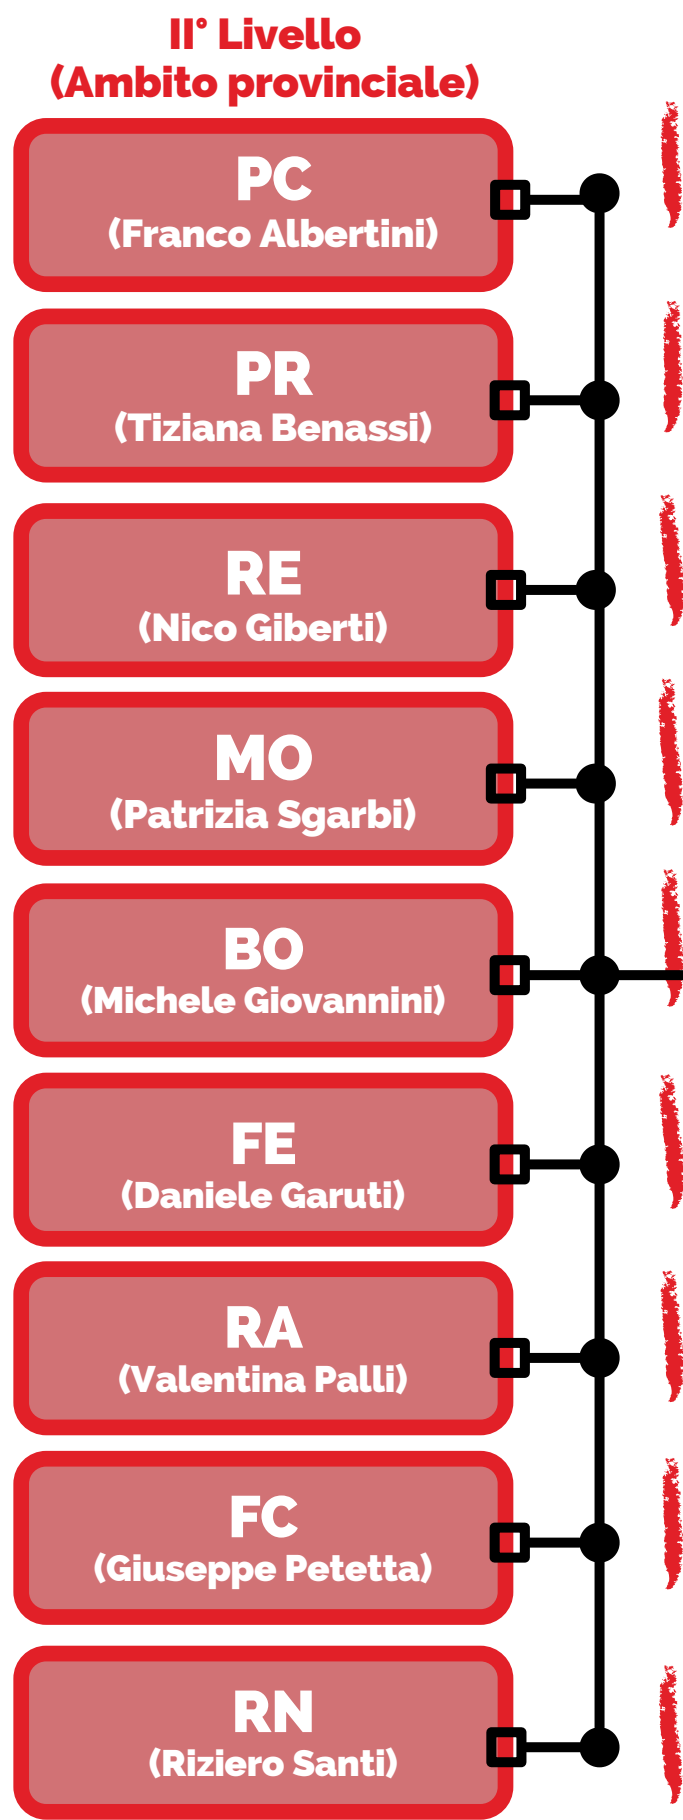 II° Livello
(Ambito provinciale)
PC
(Franco Albertini)
PR
(Tiziana Benassi)
RE
(Nico Giberti)
MO
(Patrizia Sgarbi)
BO
(Michele Giovannini)
FE
(Daniele Garuti)
RA
(Valentina Palli)
FC
(Giuseppe Petetta)
RN
(Riziero Santi)